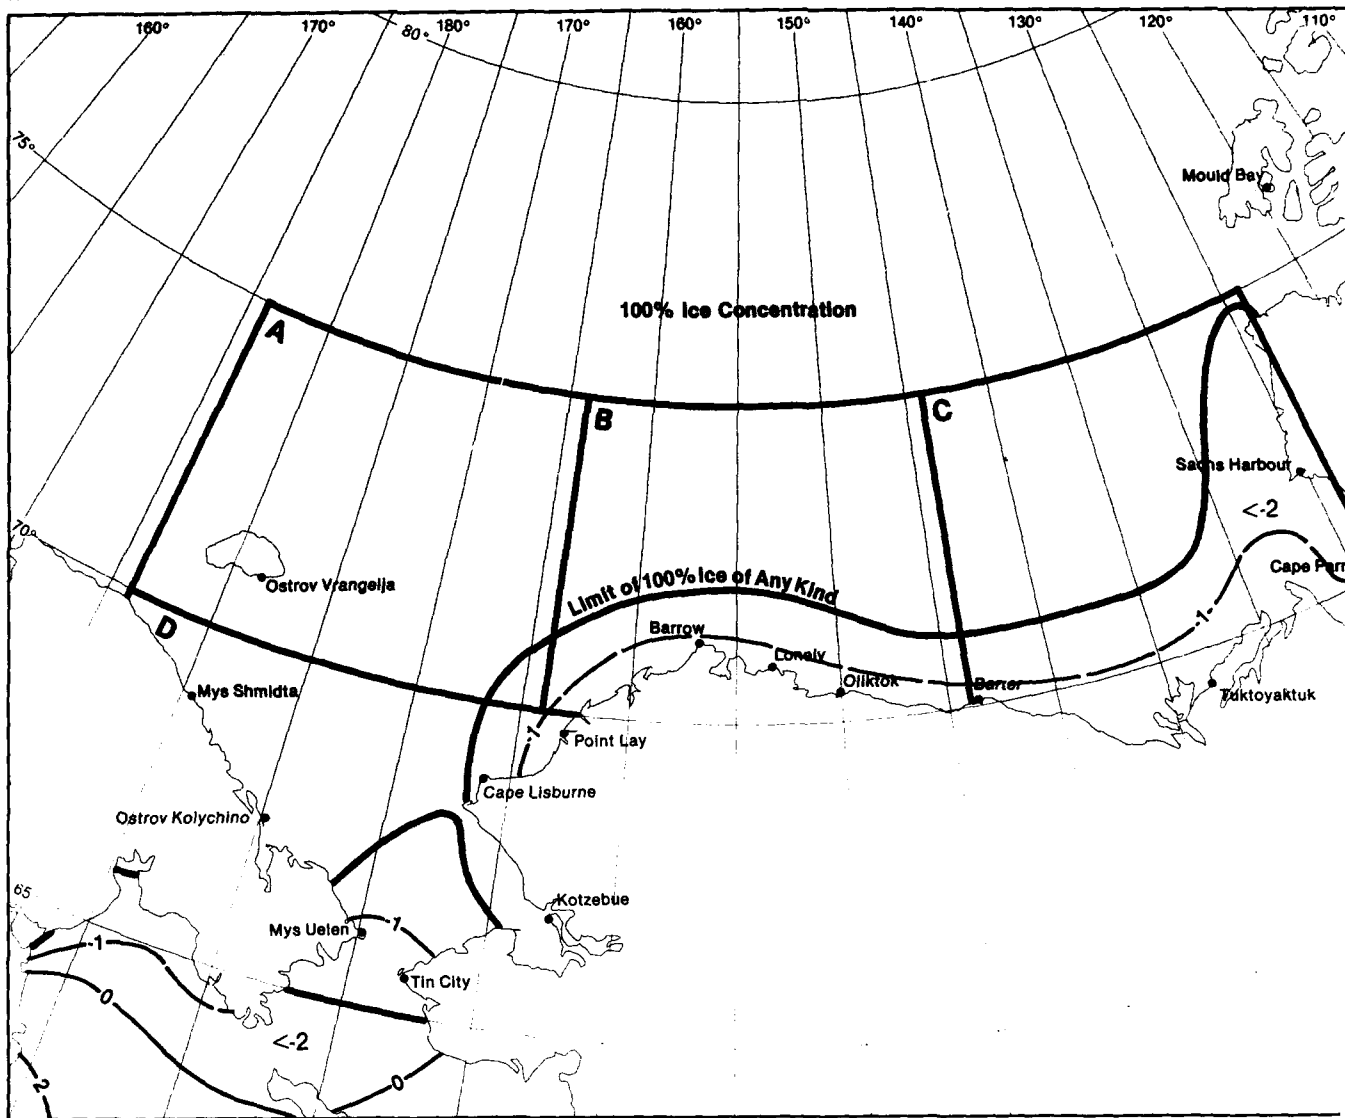 160° 170° 80° 170° 160° 150° 140° 130° 120° 110°
75°
Mould Bay
100% Ice Concentration
A
B
C
Sachs Harbour
<-2
70°
Ostrov Vrangelja
Limit of 100% Ice of Any Kind
Cape Parr
D
Barrow
-1-
Lonely
Mys Shmidta
Oliktok
Barter
Tuktoyaktuk
-1
Point Lay
Cape Lisburne
Ostrov Kolychino
65
Kotzebue
Mys Uelen
-1
-1
Tin City
0
<-2
0
-2